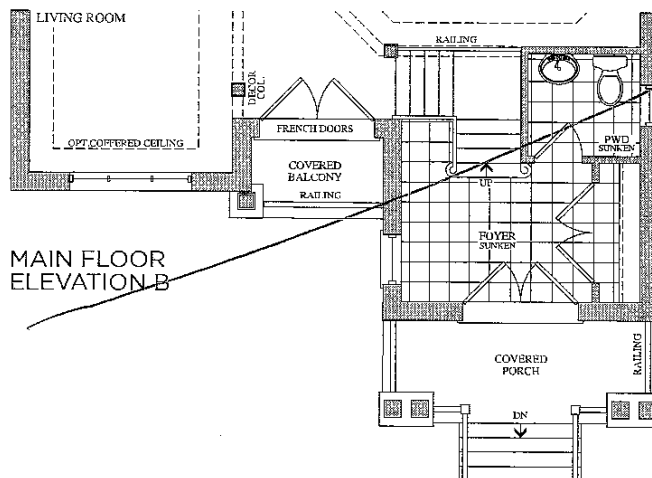 LIVING ROOM
RAILING
DECOR
COL.
OPT.COFFERED CEILING
FRENCH DOORS
PWD
SUNKEN
COVERED
BALCONY
RAILING
UP
FOYER
SUNKEN
MAIN FLOOR
ELEVATION B
COVERED
PORCH
RAILING
DN